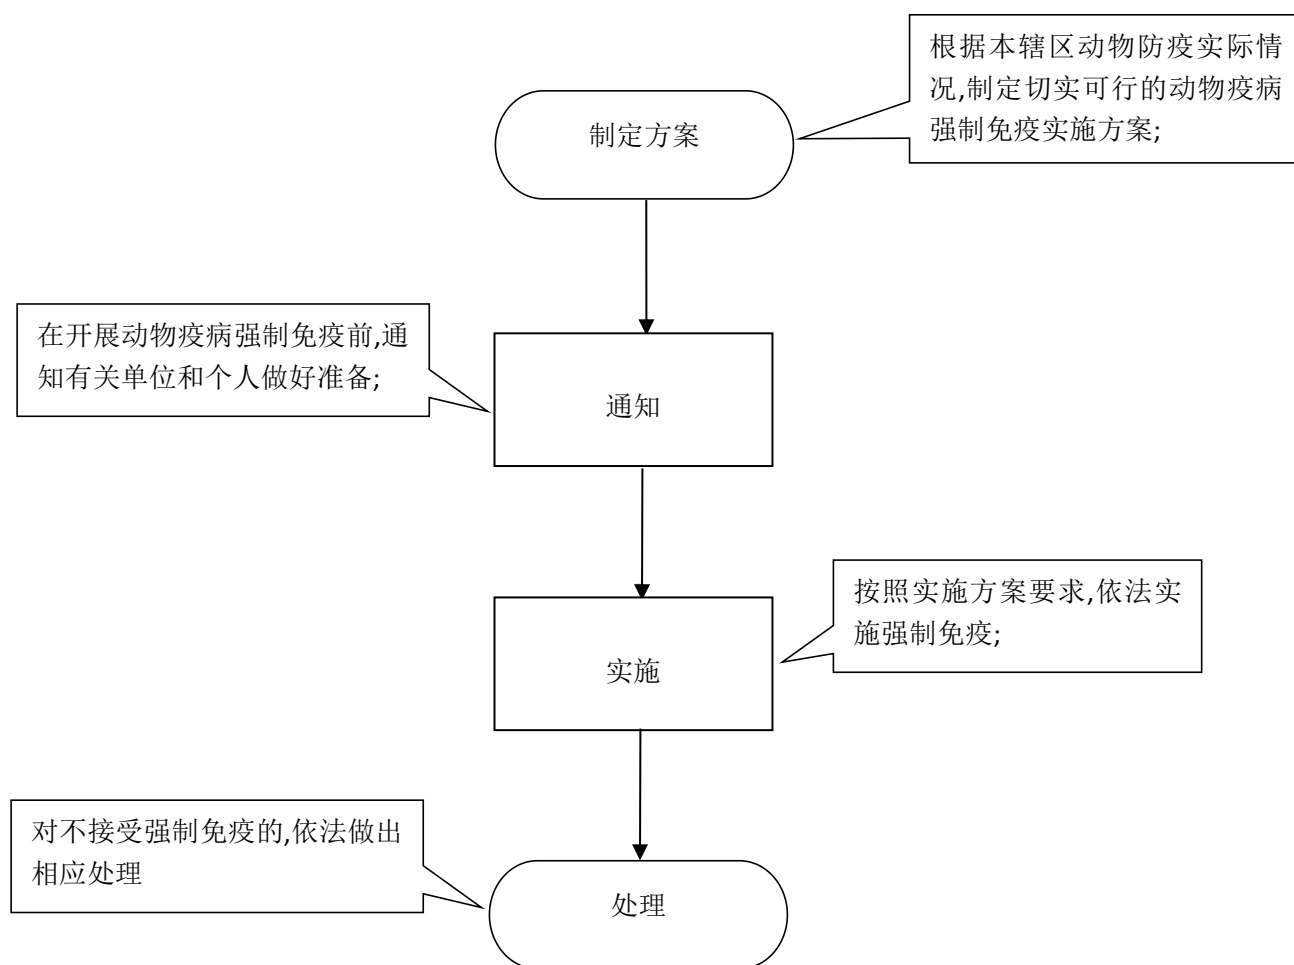 根据本辖区动物防疫实际情
况,制定切实可行的动物疫病
强制免疫实施方案;
制定方案
在开展动物疫病强制免疫前,通
知有关单位和个人做好准备;
通知
按照实施方案要求,依法实
施强制免疫;
实施
对不接受强制免疫的,依法做出
相应处理
处理